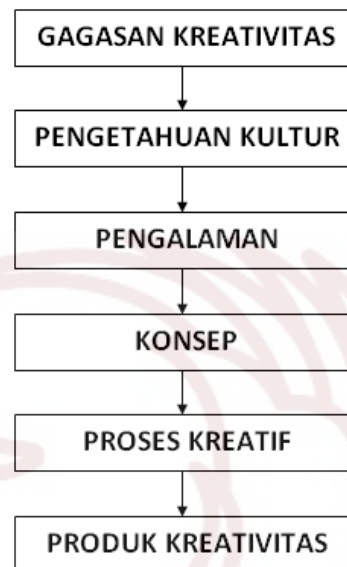 GAGASAN KREATIVITAS
PENGETAHUAN KULTUR
PENGALAMAN
KONSEP
PROSES KREATIF
PRODUK KREATIVITAS